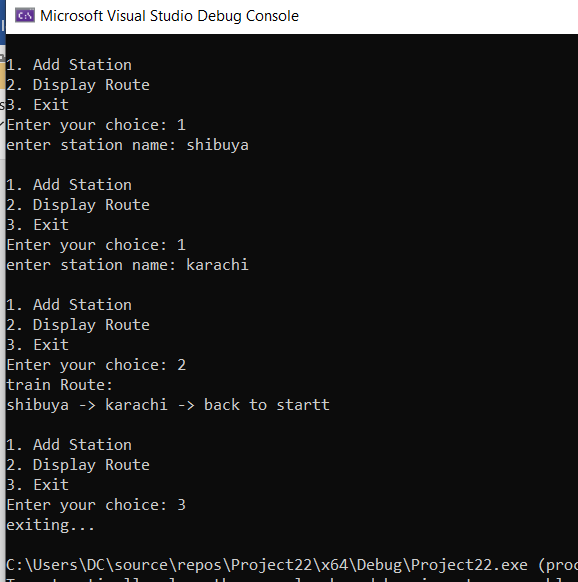 Microsoft Visual Studio Debug Console
1. Add Station
2. Display Route
3. Exit
Enter your choice: 1
enter station name: shibuya
1. Add Station
2. Display Route
3. Exit
Enter your choice: 1
enter station name: karachi
1. Add Station
2. Display Route
3. Exit
Enter your choice: 2
train Route:
shibuya -> karachi -> back to startt
1. Add Station
2. Display Route
3. Exit
Enter your choice: 3
exiting...
C:\Users\DC\source\repos\Project22\x64\Debug\Project22.exe (proc